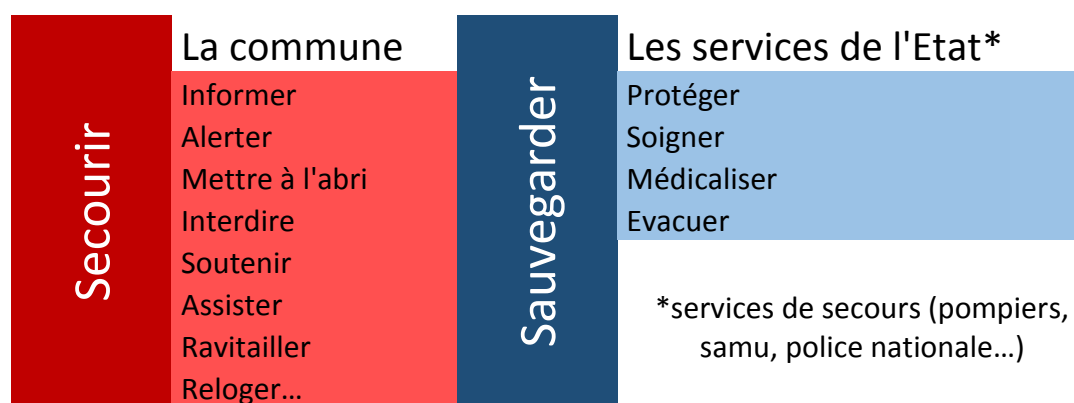 Secourir
La commune
Informer
Alerter
Mettre à l'abri
Interdire
Soutenir
Assister
Ravitailler
Reloger...
Sauvegarder
Les services de l'Etat*
Protéger
Soigner
Médicaliser
Evacuer
*services de secours (pompiers,
samu, police nationale...)